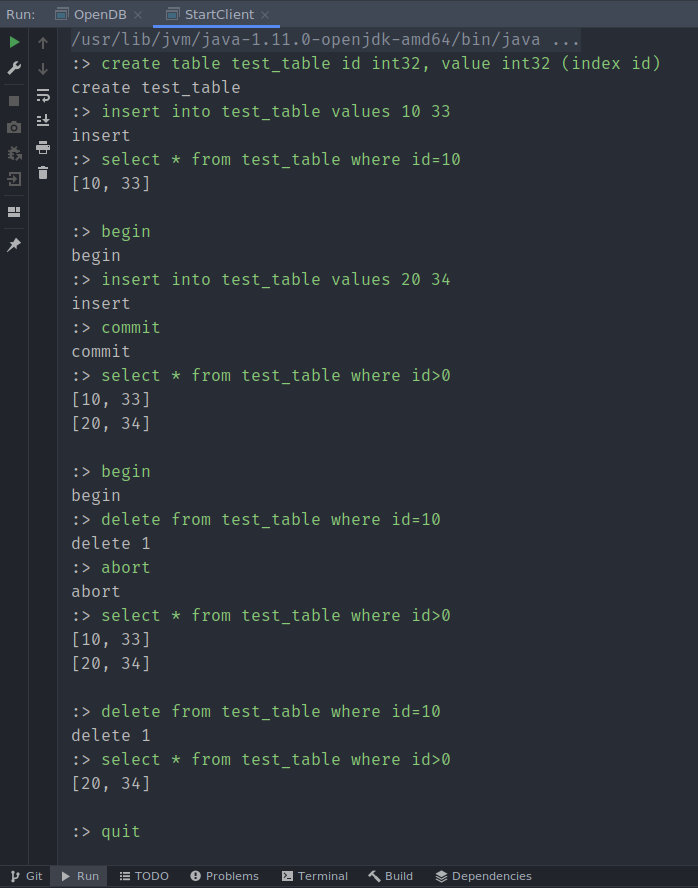 Run: OpenDB × StartClient ×
/usr/lib/jvm/java-1.11.0-openjdk-amd64/bin/java ...
:> create table test_table id int32, value int32 (index id)
create test_table
:> insert into test_table values 10 33
insert
:> select * from test_table where id=10
[10, 33]
:> begin
begin
:> insert into test_table values 20 34
insert
:> commit
commit
:> select * from test_table where id>0
[10, 33]
[20, 34]
:> begin
begin
:> delete from test_table where id=10
delete 1
:> abort
abort
:> select * from test_table where id>0
[10, 33]
[20, 34]
:> delete from test_table where id=10
delete 1
:> select * from test_table where id>0
[20, 34]
:> quit
Git Run TODO Problems Terminal Build Dependencies